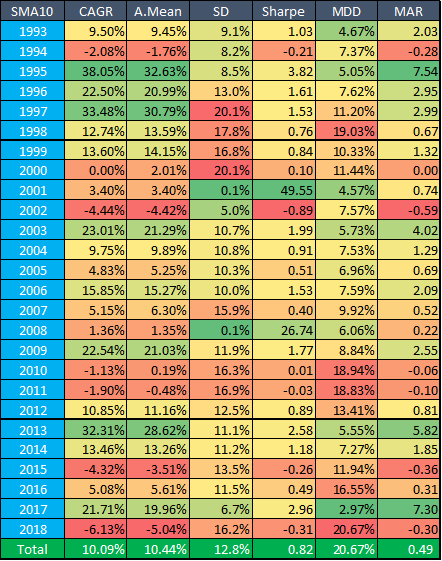 SMA10 CAGR A.Mean SD Sharpe MDD MAR
1993 9.50% 9.45% 9.1% 1.03 4.67% 2.03
1994 -2.08% -1.76% 8.2% -0.21 7.37% -0.28
1995 38.05% 32.63% 8.5% 3.82 5.05% 7.54
1996 22.50% 20.99% 13.0% 1.61 7.62% 2.95
1997 33.48% 30.79% 20.1% 1.53 11.20% 2.99
1998 12.74% 13.59% 17.8% 0.76 19.03% 0.67
1999 13.60% 14.15% 16.8% 0.84 10.33% 1.32
2000 0.00% 2.01% 20.1% 0.10 11.44% 0.00
2001 3.40% 3.40% 0.1% 49.55 4.57% 0.74
2002 -4.44% -4.42% 5.0% -0.89 7.57% -0.59
2003 23.01% 21.29% 10.7% 1.99 5.73% 4.02
2004 9.75% 9.89% 10.8% 0.91 7.53% 1.29
2005 4.83% 5.25% 10.3% 0.51 6.96% 0.69
2006 15.85% 15.27% 10.0% 1.53 7.59% 2.09
2007 5.15% 6.30% 15.9% 0.40 9.92% 0.52
2008 1.36% 1.35% 0.1% 26.74 6.06% 0.22
2009 22.54% 21.03% 11.9% 1.77 8.84% 2.55
2010 -1.13% 0.19% 16.3% 0.01 18.94% -0.06
2011 -1.90% -0.48% 16.9% -0.03 18.83% -0.10
2012 10.85% 11.16% 12.5% 0.89 13.41% 0.81
2013 32.31% 28.62% 11.1% 2.58 5.55% 5.82
2014 13.46% 13.26% 11.2% 1.18 7.27% 1.85
2015 -4.32% -3.51% 13.5% -0.26 11.94% -0.36
2016 5.08% 5.61% 11.5% 0.49 16.55% 0.31
2017 21.71% 19.96% 6.7% 2.96 2.97% 7.30
2018 -6.13% -5.04% 16.2% -0.31 20.67% -0.30
Total 10.09% 10.44% 12.8% 0.82 20.67% 0.49